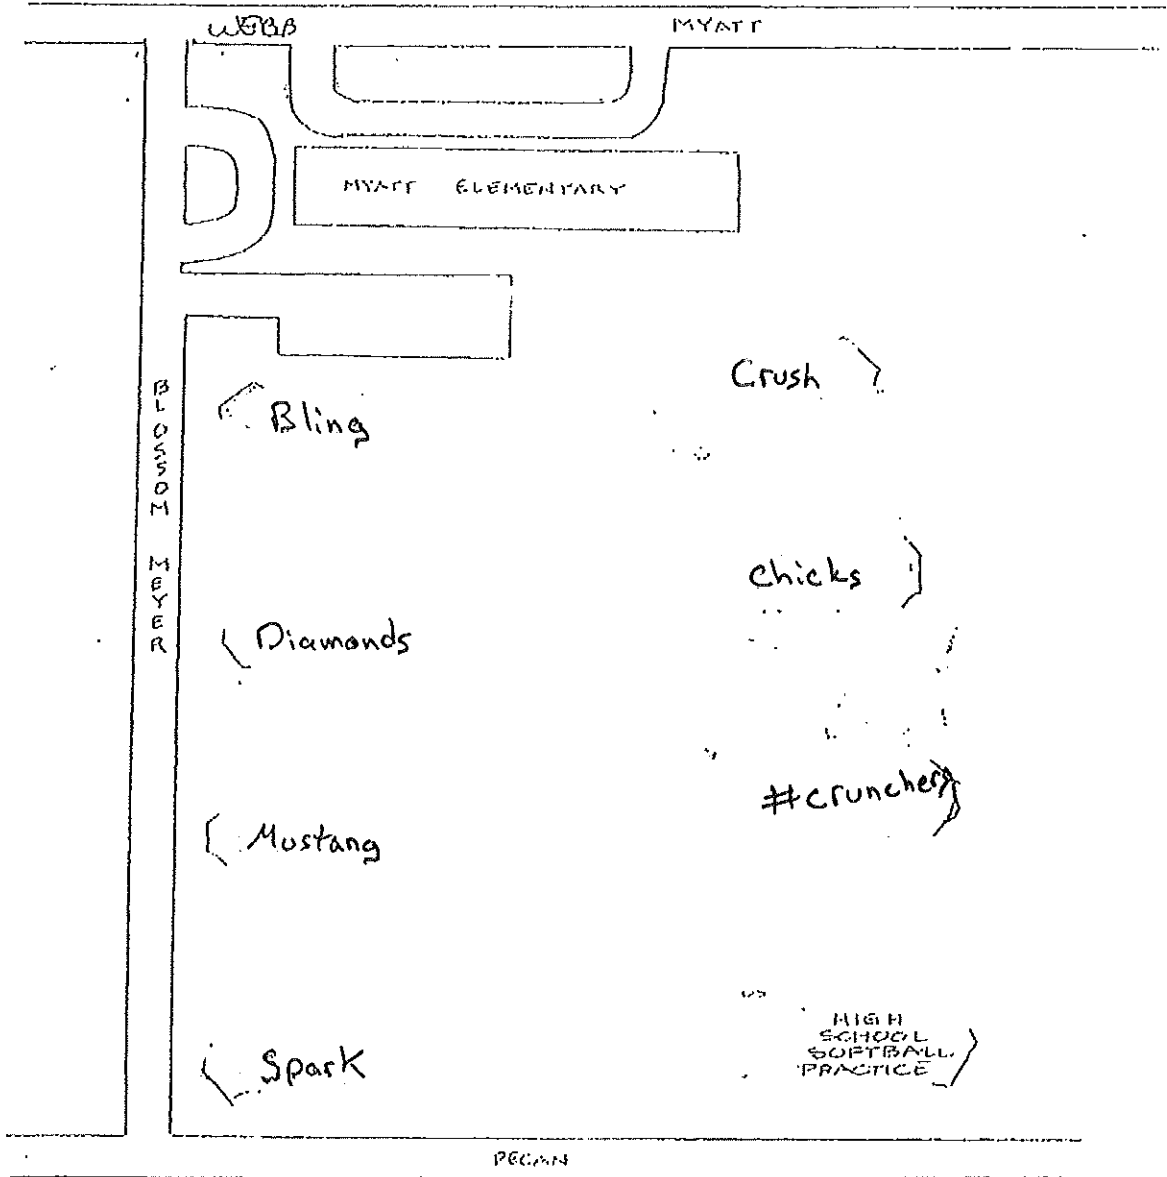 WEBB
MYATT
MYATT ELEMENTARY
BLOSSOM MEYER
Crush
Bling
Chicks
Diamonds
#crunchers
Mustang
HIGH
SCHOOL
SOFTBALL
PRACTICE
Spark
PECAN